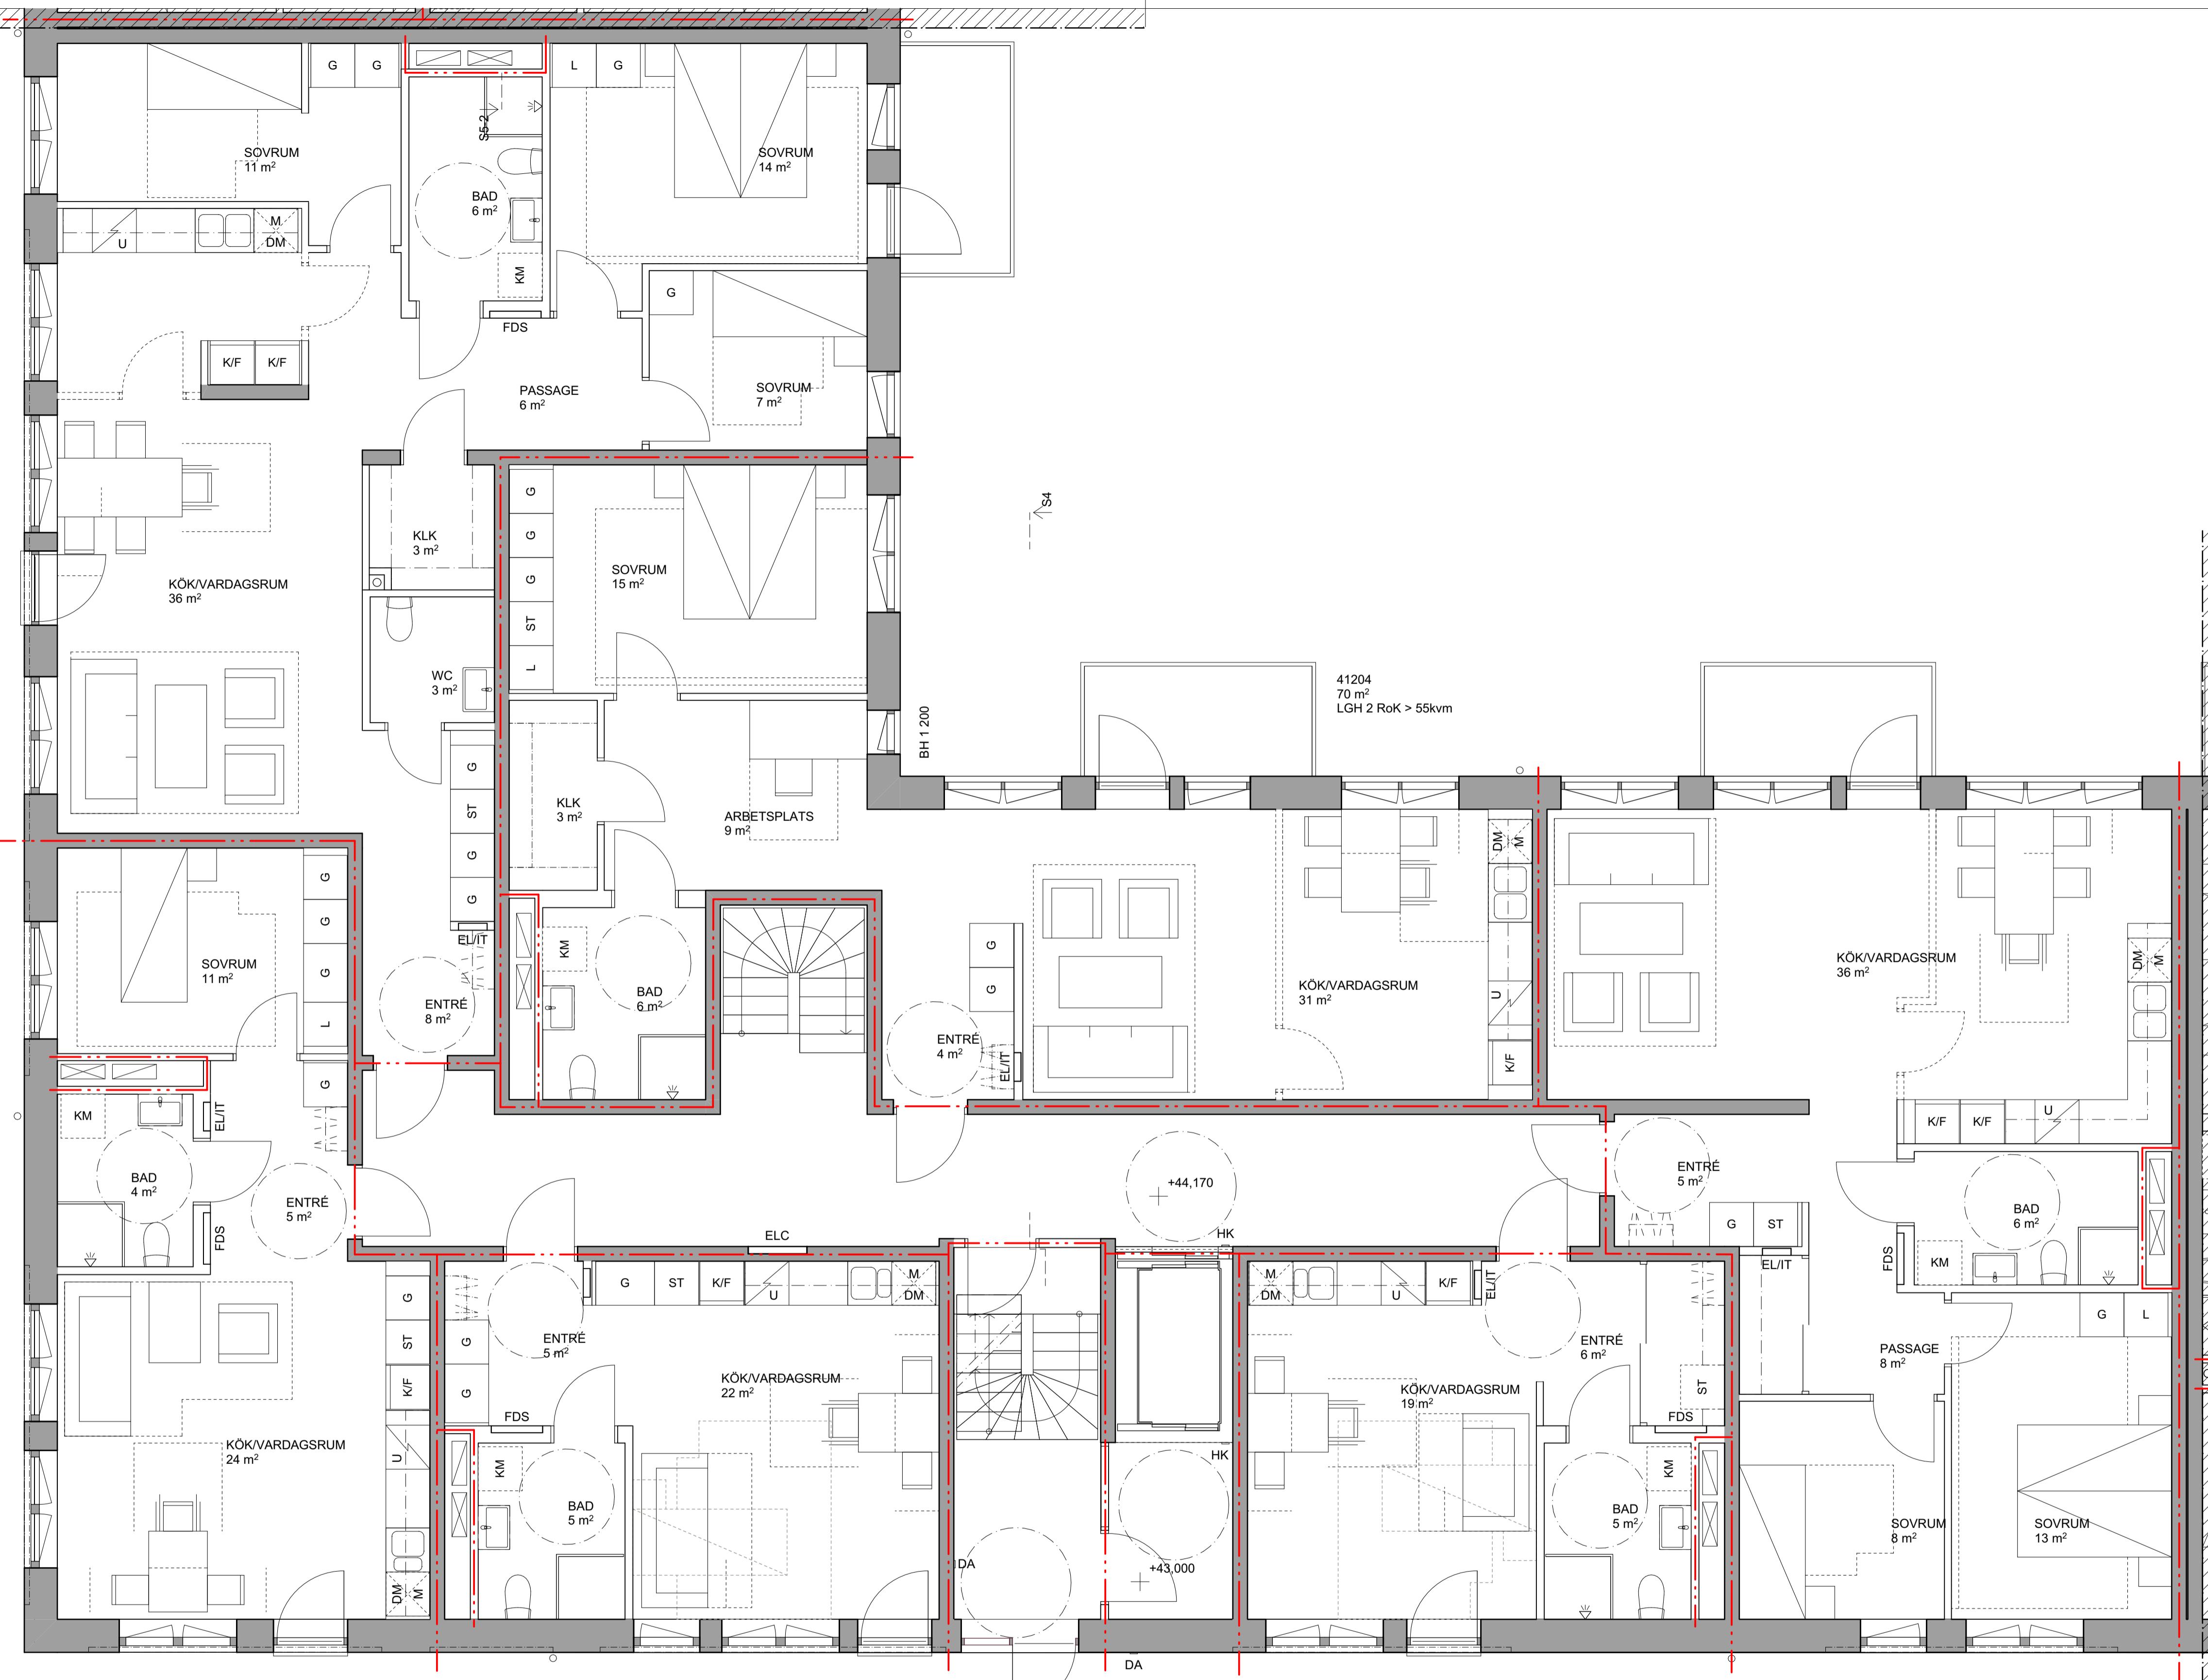 G
G
L
G
S5-2
SOVRUM
11 m²
SOVRUM
14 m²
BAD
6 m²
M
DM
U
KM
G
FDS
K/F
K/F
PASSAGE
6 m²
SOVRUM
7 m²
G
G
G
ST
L
S4
KLK
3 m²
SOVRUM
15 m²
KÖK/VARDAGSRUM
36 m²
WC
3 m²
41204
70 m²
LGH 2 RoK > 55kvm
BH 1 200
G
ST
G
G
KLK
3 m²
ARBETSPLATS
9 m²
DM
M
G
G
G
L
SOVRUM
11 m²
EL/IT
KM
G
G
KÖK/VARDAGSRUM
36 m²
DM
M
KÖK/VARDAGSRUM
31 m²
U
ENTRÉ
8 m²
BAD
6 m²
ENTRÉ
4 m²
EL/IT
K/F
G
KM
EL/IT
K/F
K/F
U
BAD
4 m²
ENTRÉ
5 m²
+44,170
ENTRÉ
5 m²
FDS
ELC
HK
G
ST
BAD
6 m²
KM
FDS
EL/IT
G
ST
K/F
U
M
DM
M
DM
U
K/F
EL/IT
G
ST
K/F
G
G
ENTRÉ
5 m²
ENTRÉ
6 m²
G
L
PASSAGE
8 m²
KÖK/VARDAGSRUM
22 m²
KÖK/VARDAGSRUM
19 m²
ST
FDS
FDS
KÖK/VARDAGSRUM
24 m²
U
HK
KM
KM
BAD
5 m²
BAD
5 m²
SOVRUM
8 m²
SOVRUM
13 m²
DA
+43,000
DM
M
DA